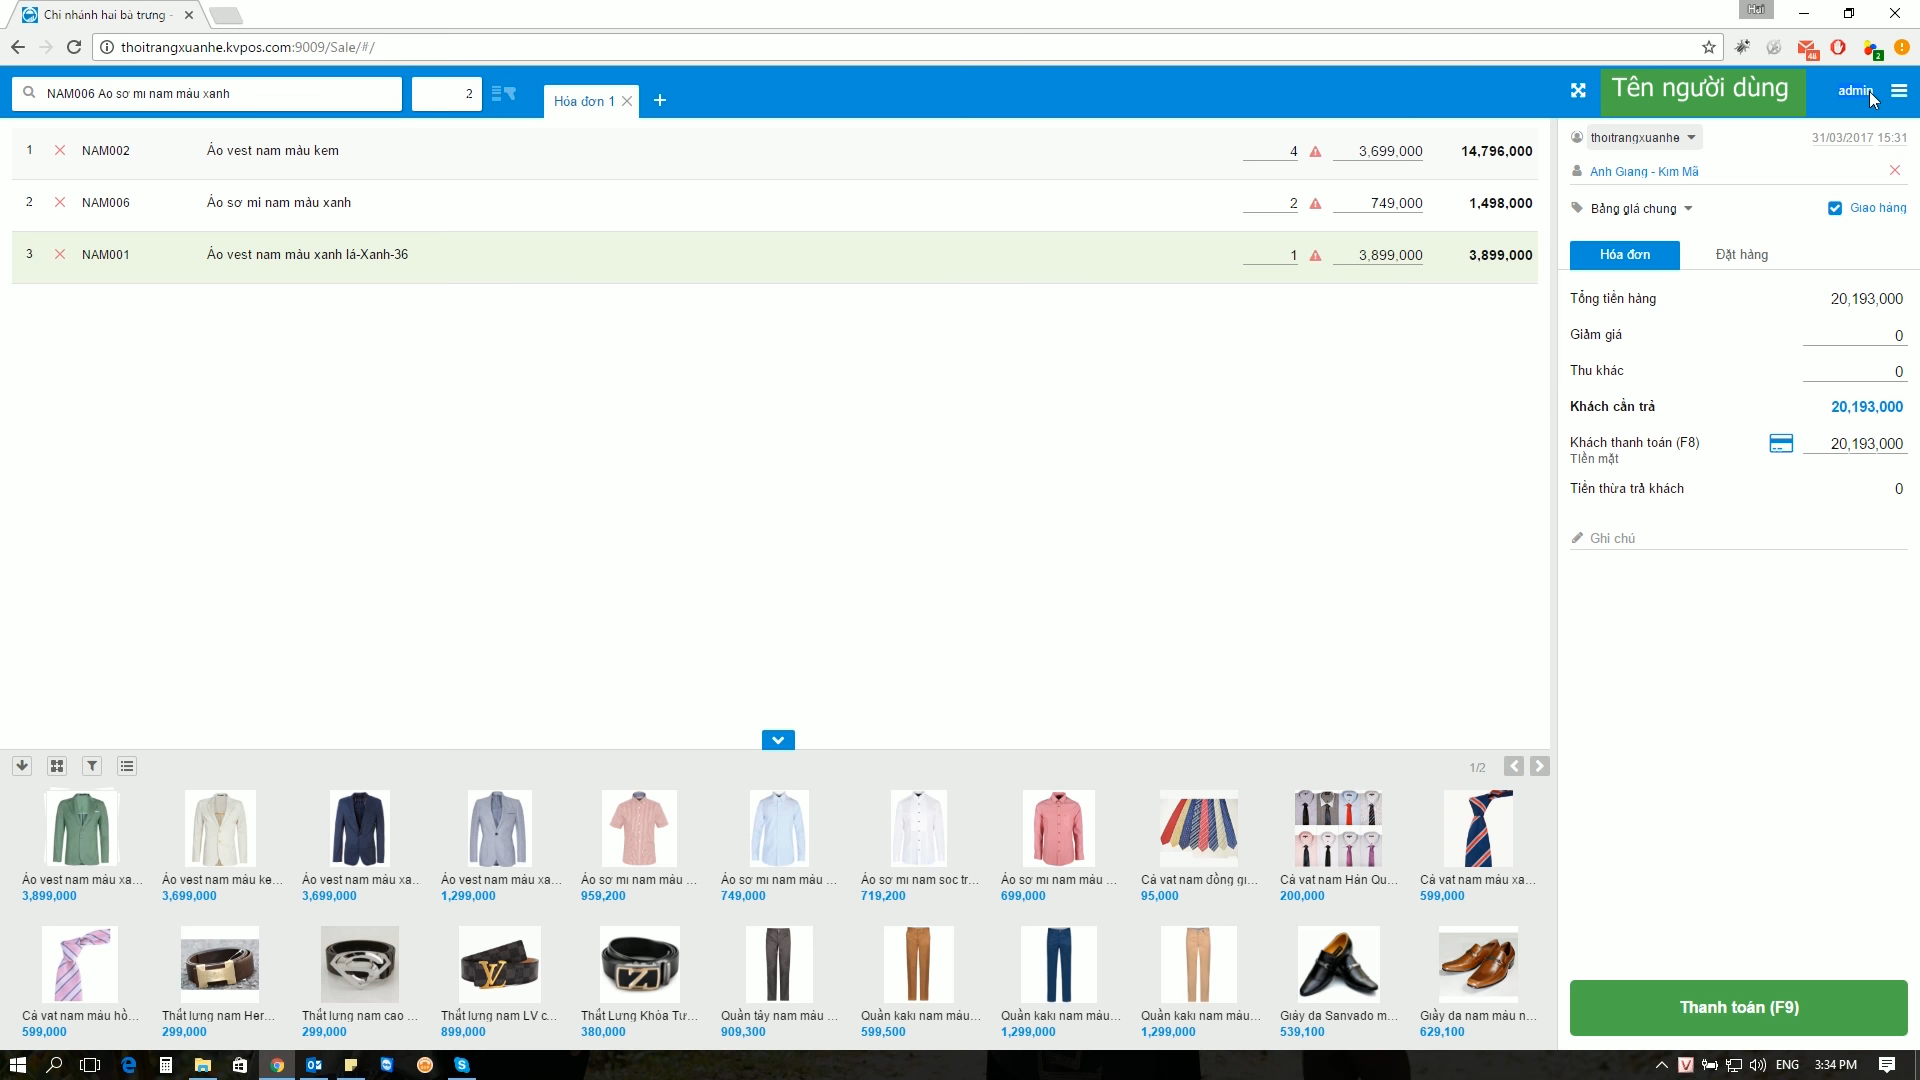 Chi nhánh hai bà trưng -
Hai
thoitrangxuanhe.kvpos.com:9009/Sale/#/
48
2
NAM006 Áo sơ mi nam màu xanh
2
Hóa đơn 1
Tên người dùng
admin
1 NAM002 Áo vest nam màu kem 4 3,699,000 14,796,000
2 NAM006 Áo sơ mi nam màu xanh 2 749,000 1,498,000
3 NAM001 Áo vest nam màu xanh lá-Xanh-36 1 3,899,000 3,899,000
thoitrangxuanhe 31/03/2017 15:31
Anh Giang - Kim Mã
Bảng giá chung Giao hàng
Hóa đơn Đặt hàng
Tổng tiền hàng 20,193,000
Giảm giá 0
Thu khác 0
Khách cần trả 20,193,000
Khách thanh toán (F8) 20,193,000
Tiền mặt
Tiền thừa trả khách 0
Ghi chú
1/2
Áo vest nam màu xa... Áo vest nam màu ke... Áo vest nam màu xa... Áo vest nam màu xa... Áo sơ mi nam màu ... Áo sơ mi nam màu ... Áo sơ mi nam sọc tr... Áo sơ mi nam màu ... Cà vạt nam đồng gi... Cà vạt nam Hàn Qu... Cà vạt nam màu xa...
3,899,000 3,699,000 3,699,000 1,299,000 959,200 749,000 719,200 699,000 95,000 200,000 599,000
Cà vạt nam màu hồ... Thắt lưng nam Her... Thắt lưng nam cao ... Thắt lưng nam LV c... Thắt Lưng Khóa Tự... Quần tây nam màu ... Quần kaki nam màu... Quần kaki nam màu... Quần kaki nam màu... Giày da Sanvado m... Giày da nam màu n...
599,000 299,000 299,000 899,000 380,000 909,300 599,500 1,299,000 1,299,000 539,100 629,100
Thanh toán (F9)
ENG 3:34 PM